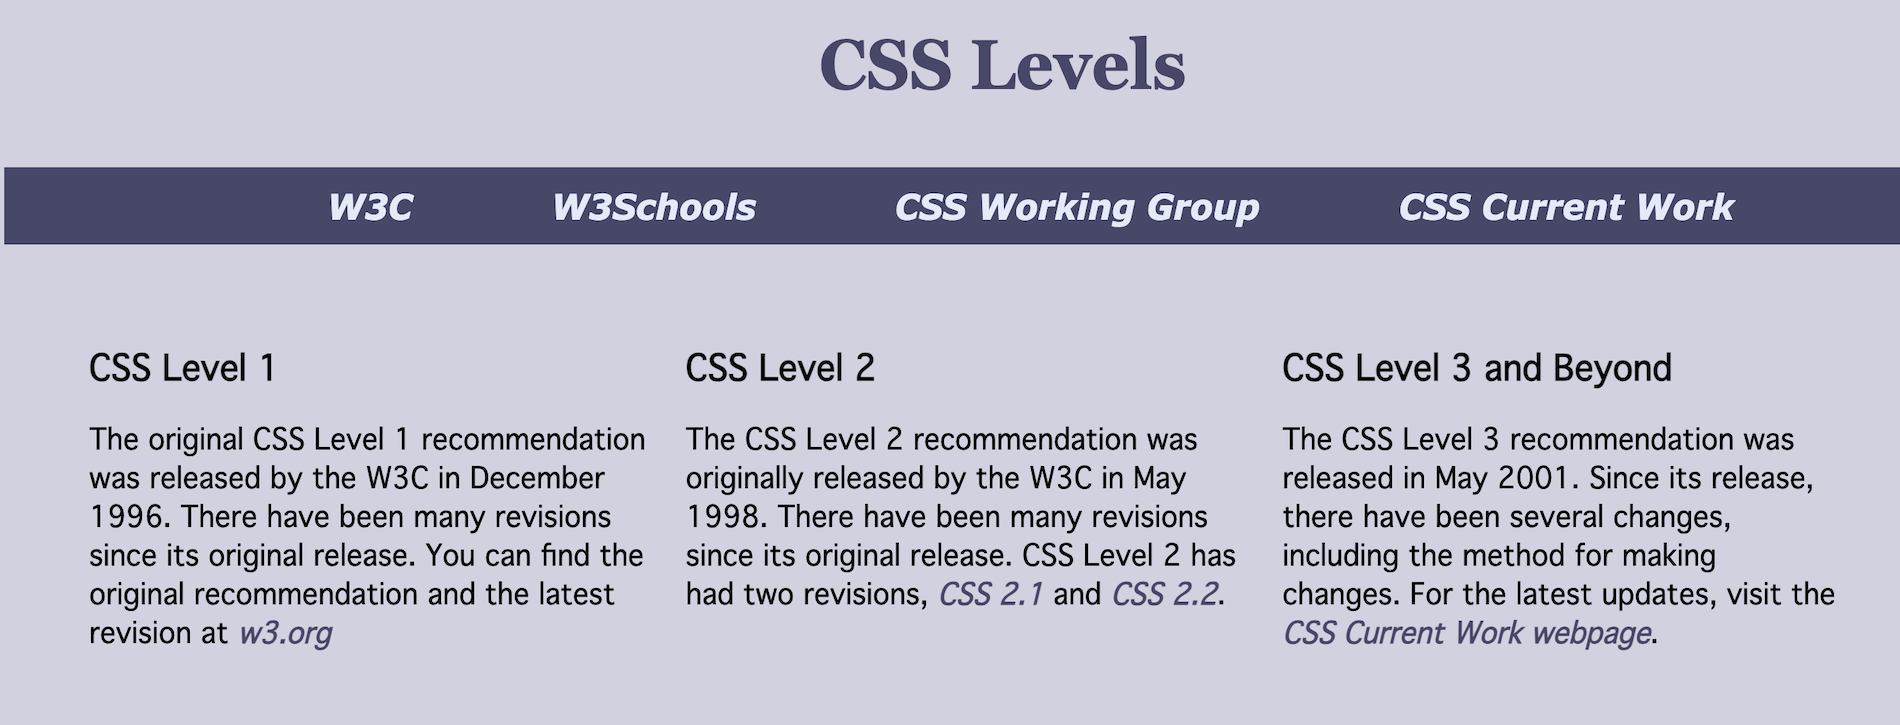 CSS Levels
W3C W3Schools CSS Working Group CSS Current Work
CSS Level 1
The original CSS Level 1 recommendation
was released by the W3C in December
1996. There have been many revisions
since its original release. You can find the
original recommendation and the latest
revision at w3.org
CSS Level 2
The CSS Level 2 recommendation was
originally released by the W3C in May
1998. There have been many revisions
since its original release. CSS Level 2 has
had two revisions, CSS 2.1 and CSS 2.2.
CSS Level 3 and Beyond
The CSS Level 3 recommendation was
released in May 2001. Since its release,
there have been several changes,
including the method for making
changes. For the latest updates, visit the
CSS Current Work webpage.